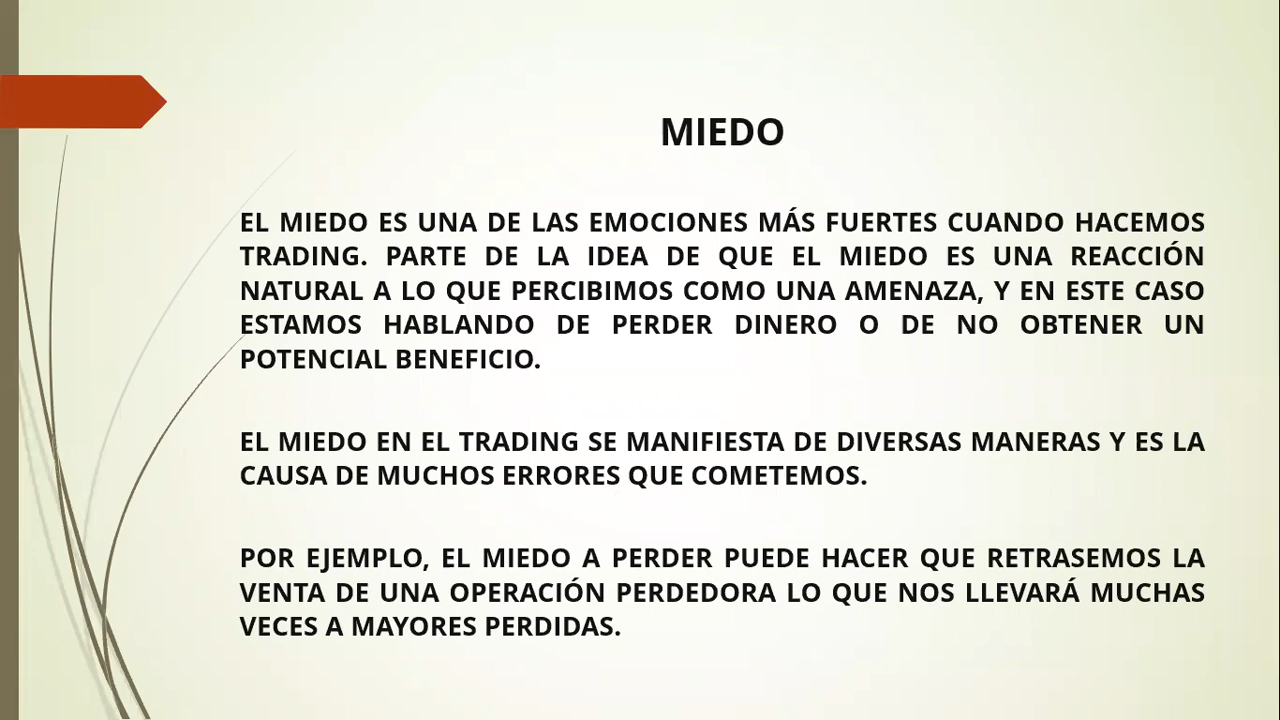 MIEDO
EL MIEDO ES UNA DE LAS EMOCIONES MÁS FUERTES CUANDO HACEMOS
TRADING. PARTE DE LA IDEA DE QUE EL MIEDO ES UNA REACCIÓN
NATURAL A LO QUE PERCIBIMOS COMO UNA AMENAZA, Y EN ESTE CASO
ESTAMOS HABLANDO DE PERDER DINERO O DE NO OBTENER UN
POTENCIAL BENEFICIO.
EL MIEDO EN EL TRADING SE MANIFIESTA DE DIVERSAS MANERAS Y ES LA
CAUSA DE MUCHOS ERRORES QUE COMETEMOS.
POR EJEMPLO, EL MIEDO A PERDER PUEDE HACER QUE RETRASEMOS LA
VENTA DE UNA OPERACIÓN PERDEDORA LO QUE NOS LLEVARÁ MUCHAS
VECES A MAYORES PERDIDAS.